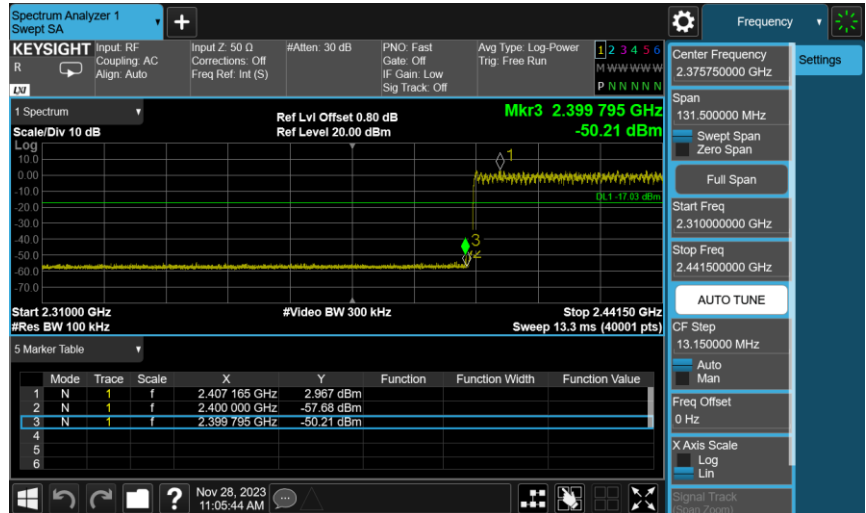 Spectrum Analyzer 1
Swept SA
+
Frequency
KEYSIGHT
R
LXI
Input: RF
Coupling: AC
Align: Auto
Input Z: 50 Ω
Corrections: Off
Freq Ref: Int (S)
#Atten: 30 dB
PNO: Fast
Gate: Off
IF Gain: Low
Sig Track: Off
Avg Type: Log-Power
Trig: Free Run
1 2 3 4 5 6
M W W W W W
P N N N N N
1 Spectrum
Scale/Div 10 dB
Ref Lvl Offset 0.80 dB
Ref Level 20.00 dBm
Mkr3 2.399 795 GHz
-50.21 dBm
Log
10.0
0.00
-10.0
-20.0
-30.0
-40.0
-50.0
-60.0
-70.0
1
DL1 -17.03 dBm
3
2
Start 2.31000 GHz
#Res BW 100 kHz
#Video BW 300 kHz
Stop 2.44150 GHz
Sweep 13.3 ms (40001 pts)
5 Marker Table
Mode Trace Scale X Y Function Function Width Function Value
1 N 1 f 2.407 165 GHz 2.967 dBm
2 N 1 f 2.400 000 GHz -57.68 dBm
3 N 1 f 2.399 795 GHz -50.21 dBm
4
5
6
Center Frequency
2.375750000 GHz
Span
131.500000 MHz
Swept Span
Zero Span
Full Span
Start Freq
2.310000000 GHz
Stop Freq
2.441500000 GHz
AUTO TUNE
CF Step
13.150000 MHz
Auto
Man
Freq Offset
0 Hz
X Axis Scale
Log
Lin
Signal Track
(Span Zoom)
Settings
?
Nov 28, 2023
11:05:44 AM